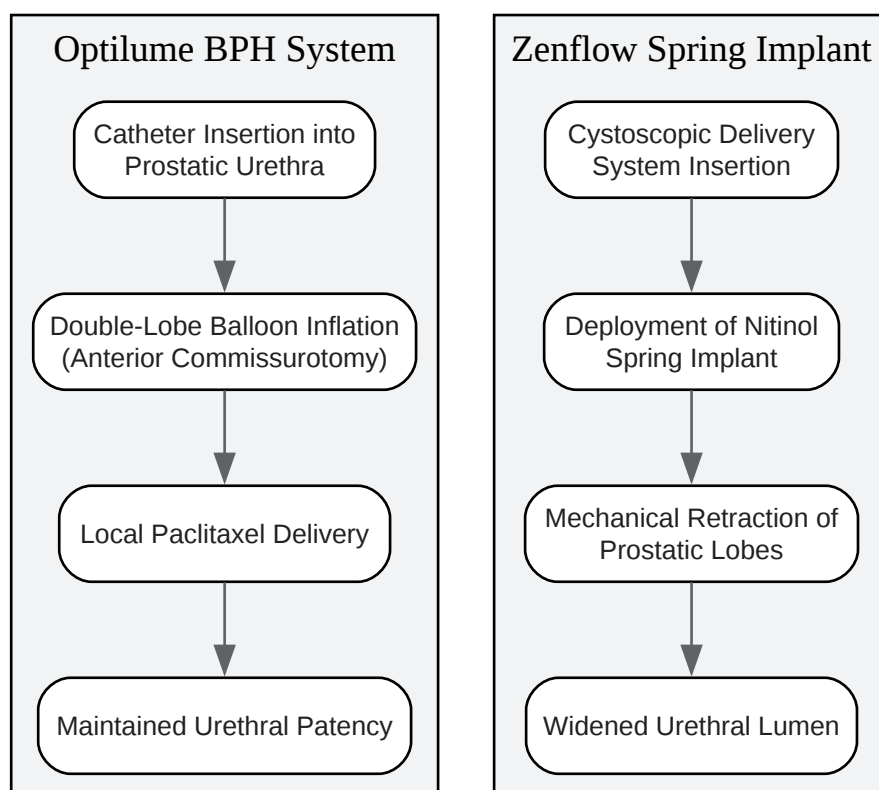 Optilume BPH System
Catheter Insertion into
Prostatic Urethra
Double-Lobe Balloon Inflation
(Anterior Commissurotomy)
Local Paclitaxel Delivery
Maintained Urethral Patency
Zenflow Spring Implant
Cystoscopic Delivery
System Insertion
Deployment of Nitinol
Spring Implant
Mechanical Retraction of
Prostatic Lobes
Widened Urethral Lumen